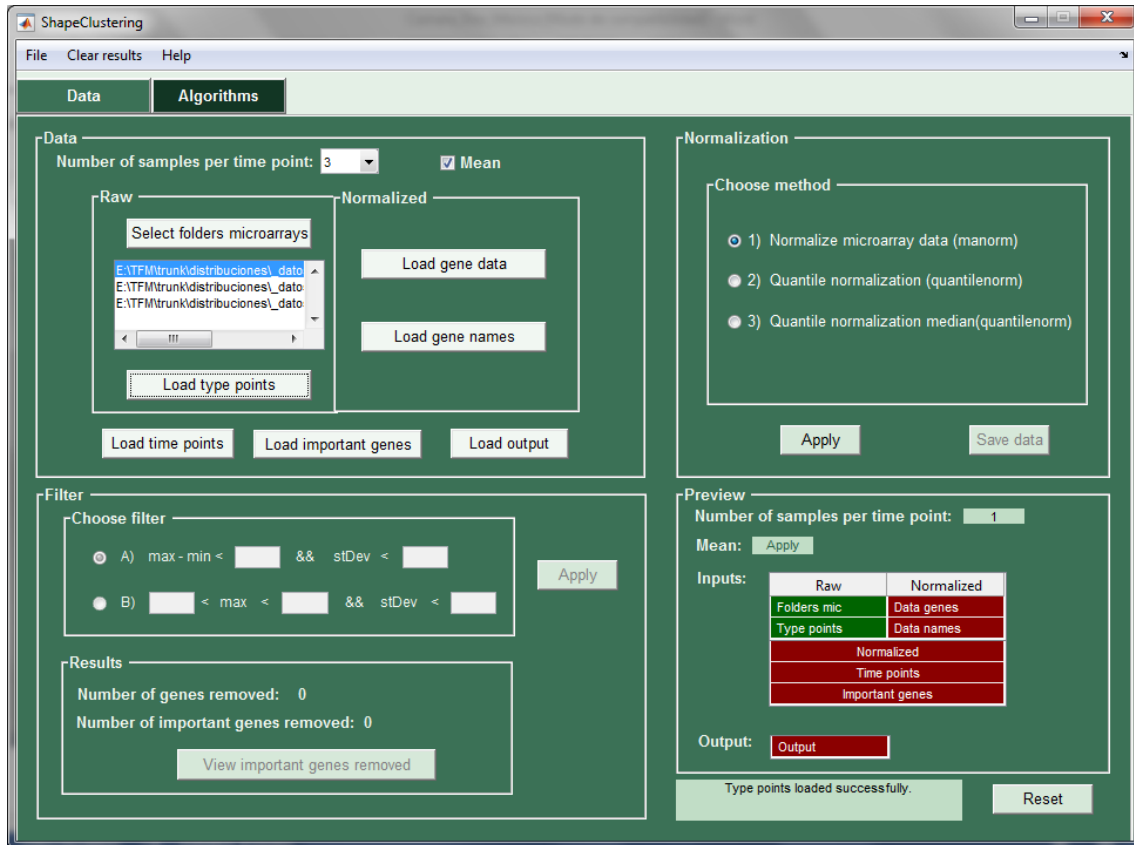 ShapeClustering
File Clear results Help
Data Algorithms
Data
Number of samples per time point: 3 Mean
Raw
Select folders microarrays
E:\TFM\trunk\distribuciones\_dato
E:\TFM\trunk\distribuciones\_dato
E:\TFM\trunk\distribuciones\_dato
Load type points
Normalized
Load gene data
Load gene names
Load time points Load important genes Load output
Normalization
Choose method
1) Normalize microarray data (manorm)
2) Quantile normalization (quantilenorm)
3) Quantile normalization median(quantilenorm)
Apply Save data
Filter
Choose filter
A) max - min < && stDev <
B) < max < && stDev <
Apply
Results
Number of genes removed: 0
Number of important genes removed: 0
View important genes removed
Preview
Number of samples per time point: 1
Mean: Apply
Inputs:
Raw Normalized
Folders mic Data genes
Type points Data names
Normalized
Time points
Important genes
Output: Output
Type points loaded successfully.
Reset